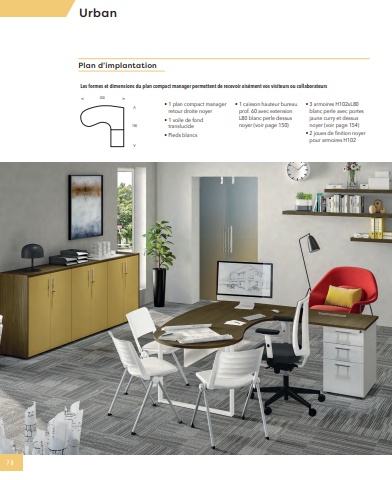 Urban
Plan d'implantation
Les formes et dimensions du plan compact manager permettent de recevoir aisément vos visiteurs ou collaborateurs
• 1 plan compact manager
retour droite noyer
• 1 voile de fond
translucide
• Pieds blancs
• 1 caisson hauteur bureau
prof. 60 avec extension
L80 blanc perle dessus
noyer (voir page 150)
• 3 armoires H102xL80
blanc perle avec portes
jaune curry et dessus
noyer (voir page 154)
• 2 joues de finition noyer
pour armoires H102